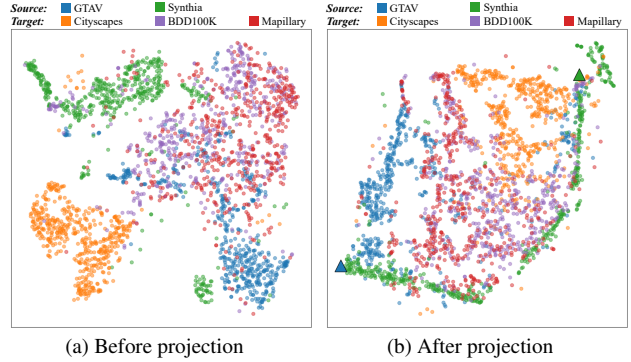 Source: GTAV Synthia
Target: Cityscapes BDD100K Mapillary
Source: GTAV Synthia
Target: Cityscapes BDD100K Mapillary
(a) Before projection
(b) After projection